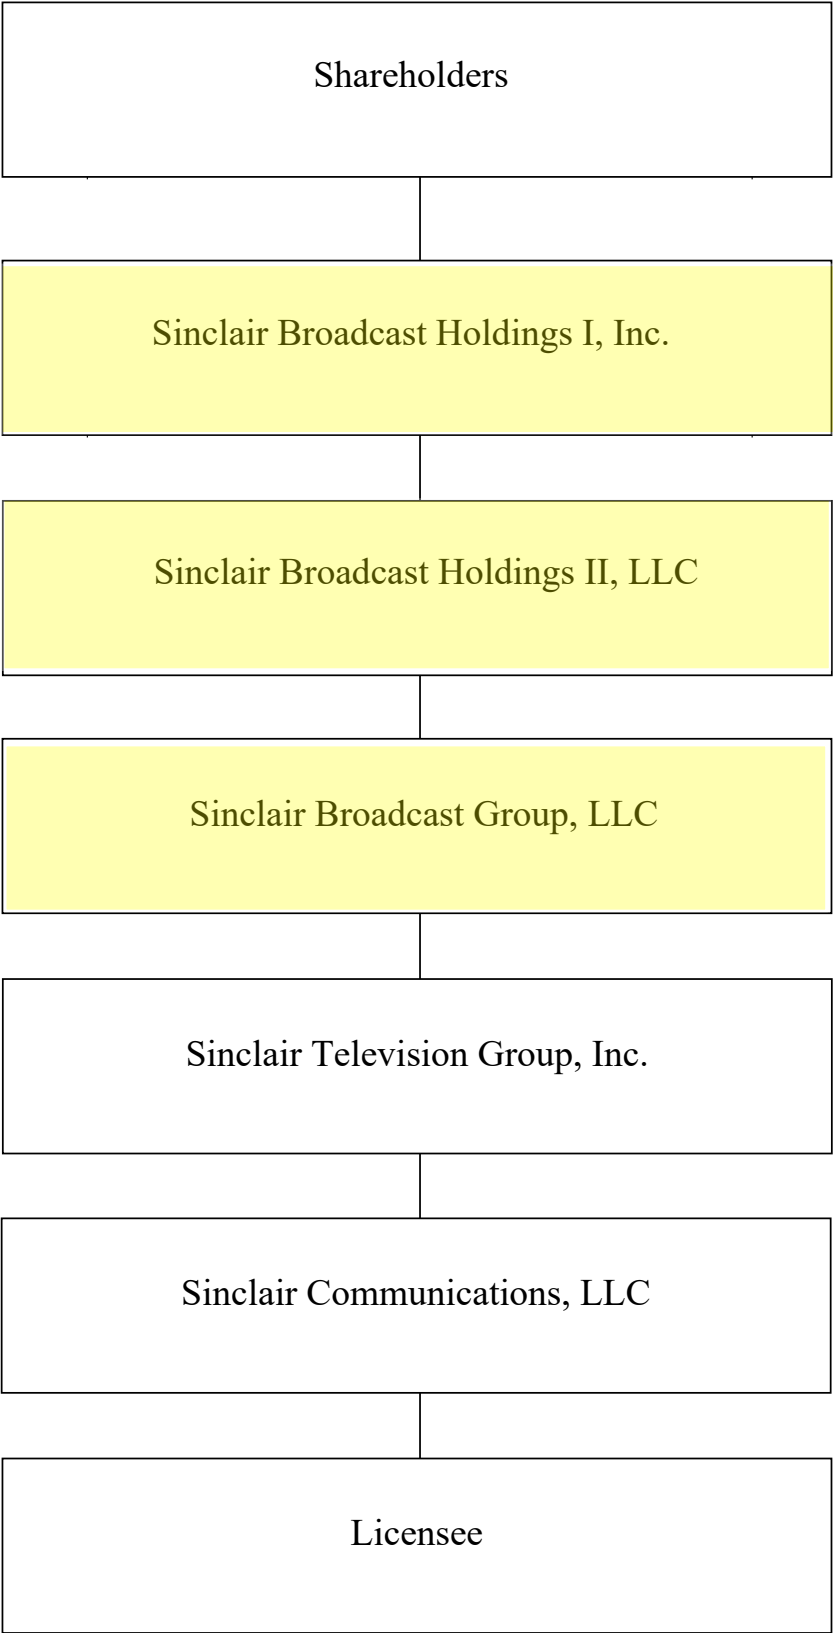 Shareholders
Sinclair Broadcast Holdings I, Inc.
Sinclair Broadcast Holdings II, LLC
Sinclair Broadcast Group, LLC
Sinclair Television Group, Inc.
Sinclair Communications, LLC
Licensee